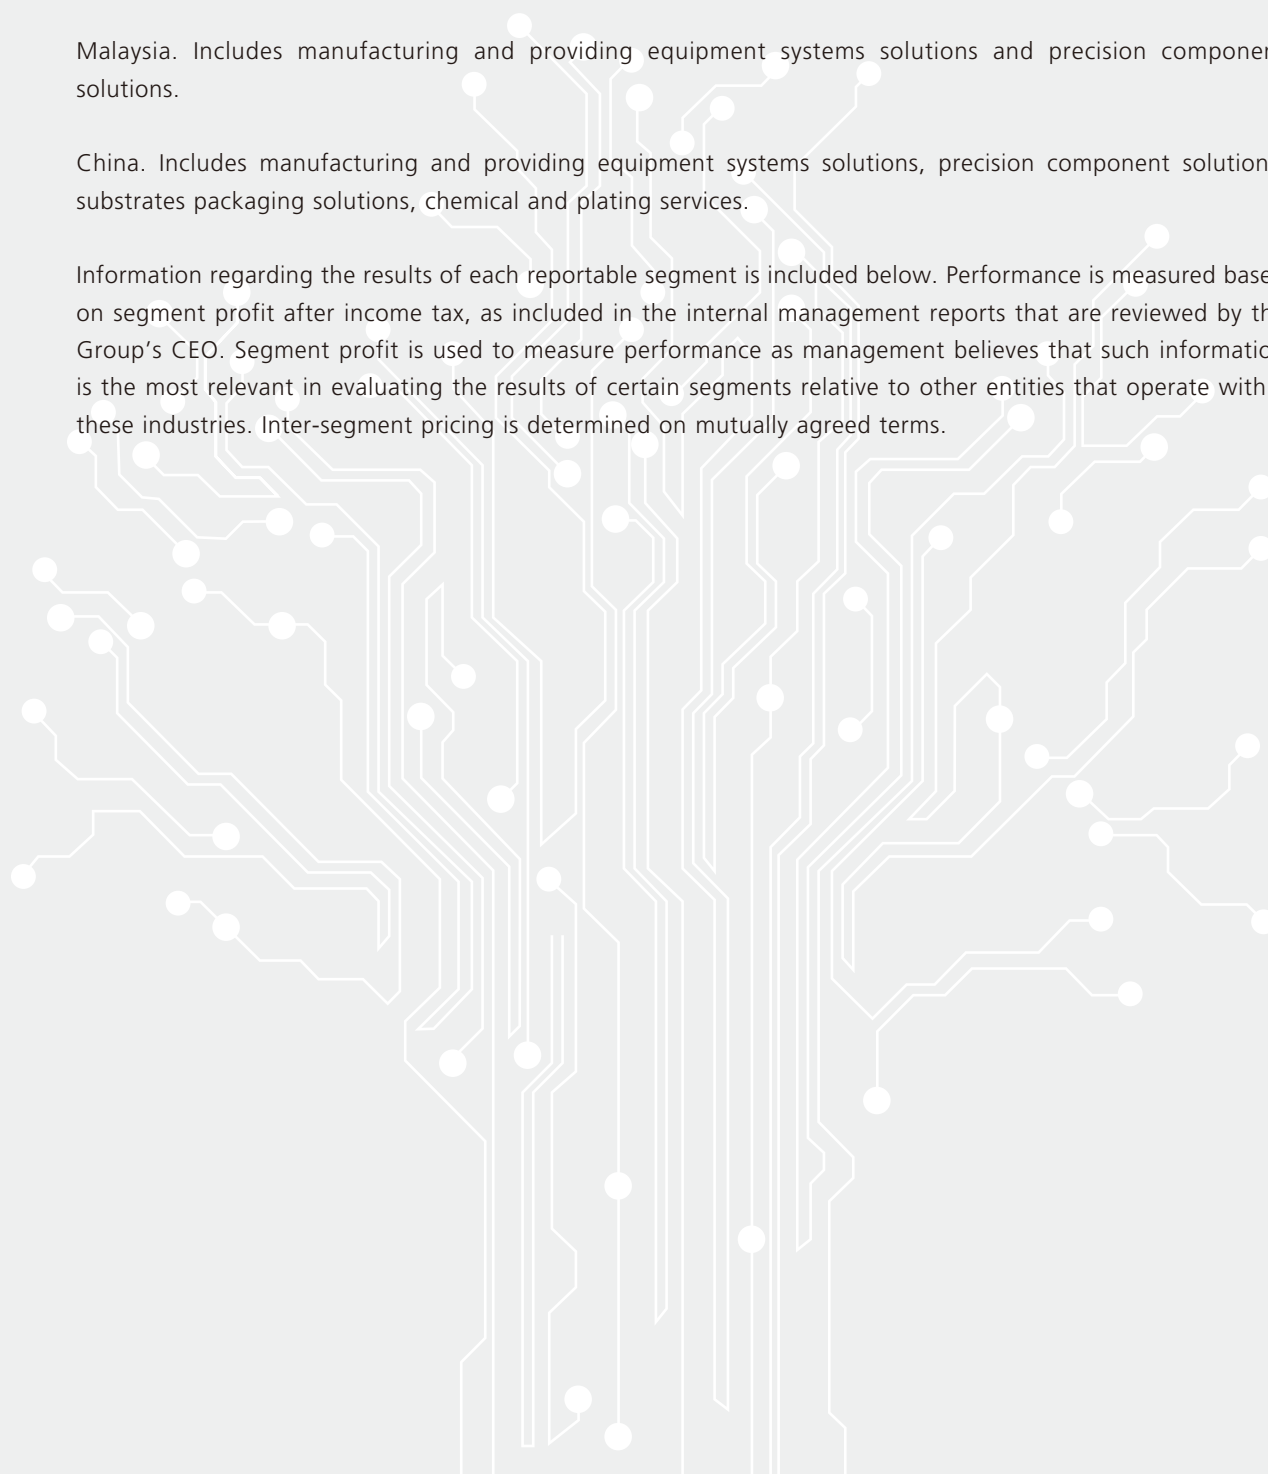 Malaysia. Includes manufacturing and providing equipment systems solutions and precision componen
solutions.
China. Includes manufacturing and providing equipment systems solutions, precision component solution
substrates packaging solutions, chemical and plating services.
Information regarding the results of each reportable segment is included below. Performance is measured base
on segment profit after income tax, as included in the internal management reports that are reviewed by th
Group’s CEO. Segment profit is used to measure performance as management believes that such informatio
is the most relevant in evaluating the results of certain segments relative to other entities that operate with
these industries. Inter-segment pricing is determined on mutually agreed terms.